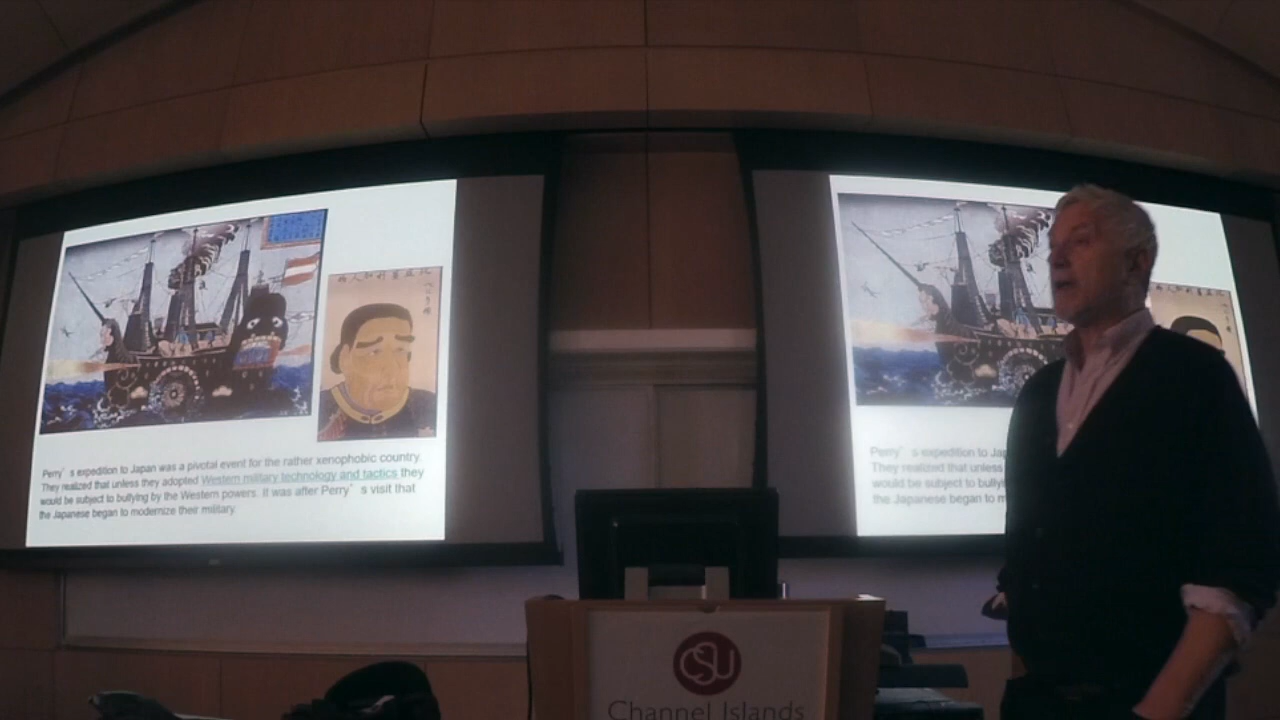 Perry’ s expedition to Japan was a pivotal event for the rather xenophobic country.
They realized that unless they adopted Western military technology and tactics they
would be subject to bullying by the Western powers. It was after Perry’ s visit that
the Japanese began to modernize their military.
Perry’ s expedition to Jap
They realized that unless
would be subject to bullyi
the Japanese began to m
CSU
Channel Islands